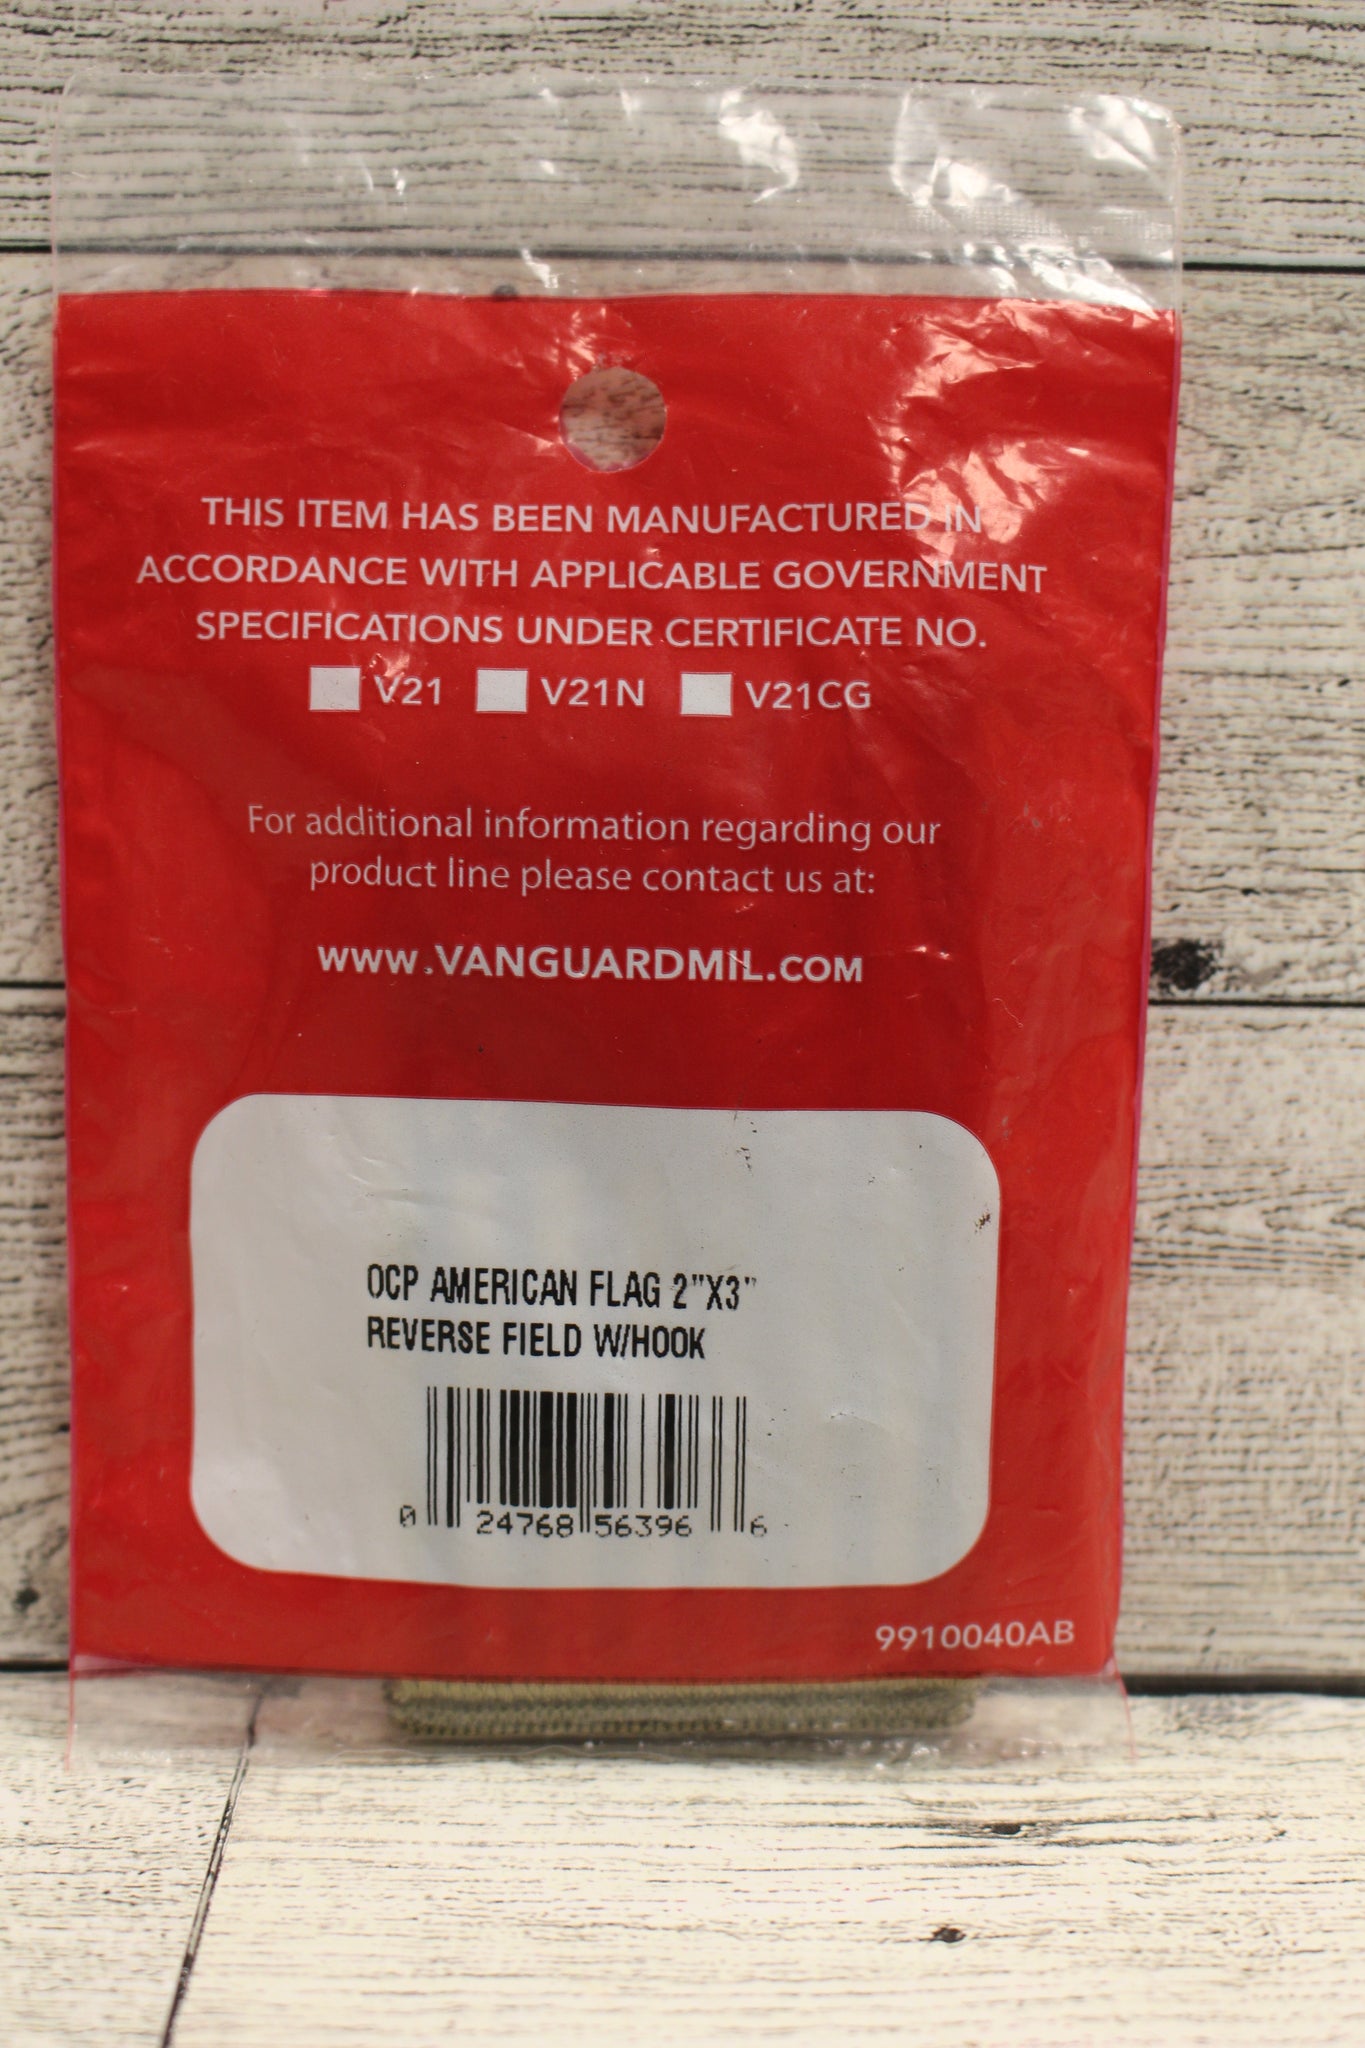 THIS ITEM HAS BEEN MANUFACTURED IN
ACCORDANCE WITH APPLICABLE GOVERNMENT
SPECIFICATIONS UNDER CERTIFICATE NO.
V21 V21N V21CG
For additional information regarding our
product line please contact us at:
www.VANGUARDMIL.COM
OCP AMERICAN FLAG 2"X3"
REVERSE FIELD W/HOOK
0 24768 56396 6
9910040AB